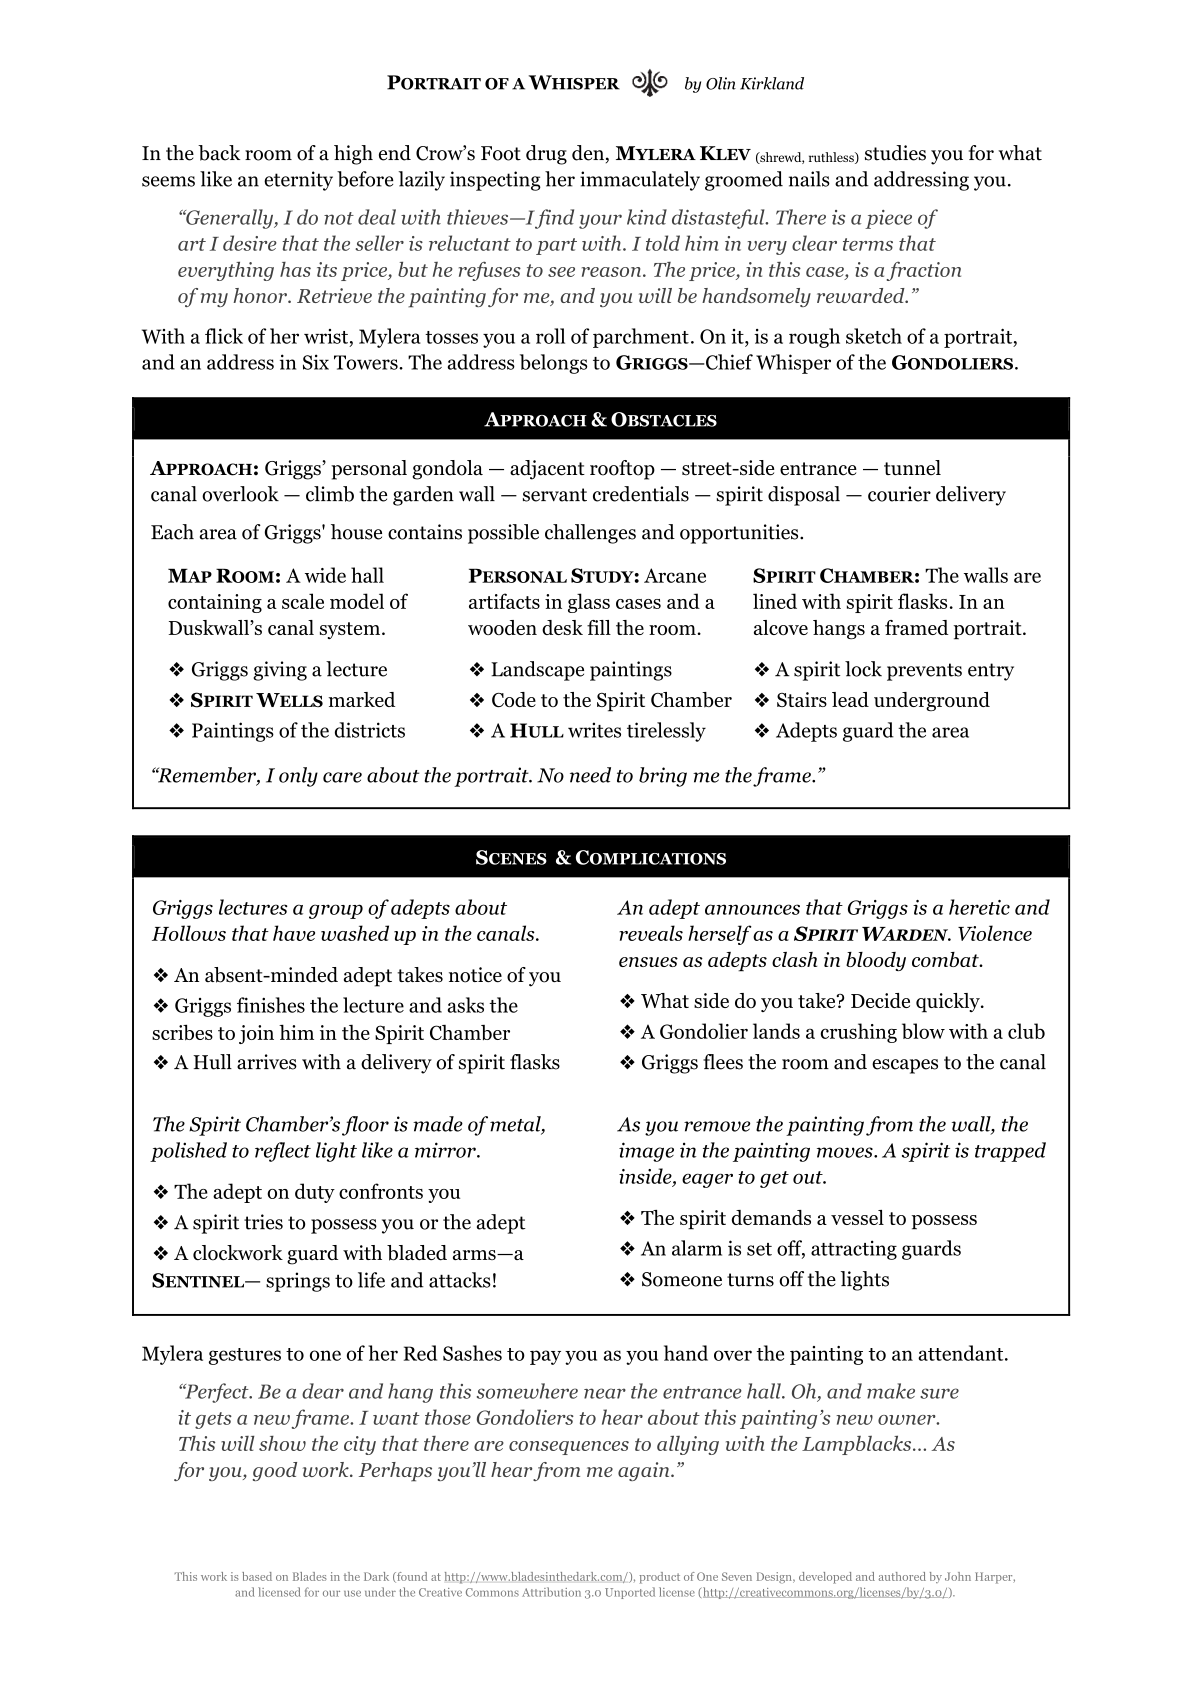 PORTRAIT OF A WHISPER by Olin Kirkland
In the back room of a high end Crow’s Foot drug den, MYLERA KLEV (shrewd, ruthless) studies you for what
seems like an eternity before lazily inspecting her immaculately groomed nails and addressing you.
“Generally, I do not deal with thieves—I find your kind distasteful. There is a piece of
art I desire that the seller is reluctant to part with. I told him in very clear terms that
everything has its price, but he refuses to see reason. The price, in this case, is a fraction
of my honor. Retrieve the painting for me, and you will be handsomely rewarded.”
With a flick of her wrist, Mylera tosses you a roll of parchment. On it, is a rough sketch of a portrait,
and an address in Six Towers. The address belongs to GRIGGS—Chief Whisper of the GONDOLIERS.
APPROACH & OBSTACLES
APPROACH: Griggs’ personal gondola — adjacent rooftop — street-side entrance — tunnel
canal overlook — climb the garden wall — servant credentials — spirit disposal — courier delivery
Each area of Griggs' house contains possible challenges and opportunities.
MAP ROOM: A wide hall
containing a scale model of
Duskwall’s canal system.
❖ Griggs giving a lecture
❖ SPIRIT WELLS marked
❖ Paintings of the districts
PERSONAL STUDY: Arcane
artifacts in glass cases and a
wooden desk fill the room.
❖ Landscape paintings
❖ Code to the Spirit Chamber
❖ A HULL writes tirelessly
SPIRIT CHAMBER: The walls are
lined with spirit flasks. In an
alcove hangs a framed portrait.
❖ A spirit lock prevents entry
❖ Stairs lead underground
❖ Adepts guard the area
“Remember, I only care about the portrait. No need to bring me the frame.”
SCENES & COMPLICATIONS
Griggs lectures a group of adepts about
Hollows that have washed up in the canals.
❖ An absent-minded adept takes notice of you
❖ Griggs finishes the lecture and asks the
scribes to join him in the Spirit Chamber
❖ A Hull arrives with a delivery of spirit flasks
An adept announces that Griggs is a heretic and
reveals herself as a SPIRIT WARDEN. Violence
ensues as adepts clash in bloody combat.
❖ What side do you take? Decide quickly.
❖ A Gondolier lands a crushing blow with a club
❖ Griggs flees the room and escapes to the canal
The Spirit Chamber’s floor is made of metal,
polished to reflect light like a mirror.
❖ The adept on duty confronts you
❖ A spirit tries to possess you or the adept
❖ A clockwork guard with bladed arms—a
SENTINEL— springs to life and attacks!
As you remove the painting from the wall, the
image in the painting moves. A spirit is trapped
inside, eager to get out.
❖ The spirit demands a vessel to possess
❖ An alarm is set off, attracting guards
❖ Someone turns off the lights
Mylera gestures to one of her Red Sashes to pay you as you hand over the painting to an attendant.
“Perfect. Be a dear and hang this somewhere near the entrance hall. Oh, and make sure
it gets a new frame. I want those Gondoliers to hear about this painting’s new owner.
This will show the city that there are consequences to allying with the Lampblacks… As
for you, good work. Perhaps you’ll hear from me again.”
This work is based on Blades in the Dark (found at http://www.bladesinthedark.com/), product of One Seven Design, developed and authored by John Harper,
and licensed for our use under the Creative Commons Attribution 3.0 Unported license (http://creativecommons.org/licenses/by/3.0/).